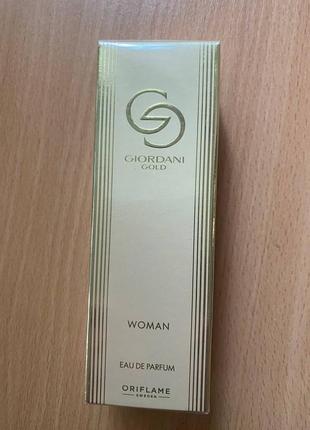 GIORDANI
GOLD
WOMAN
EAU DE PARFUM
ORIFLAME
SWEDEN